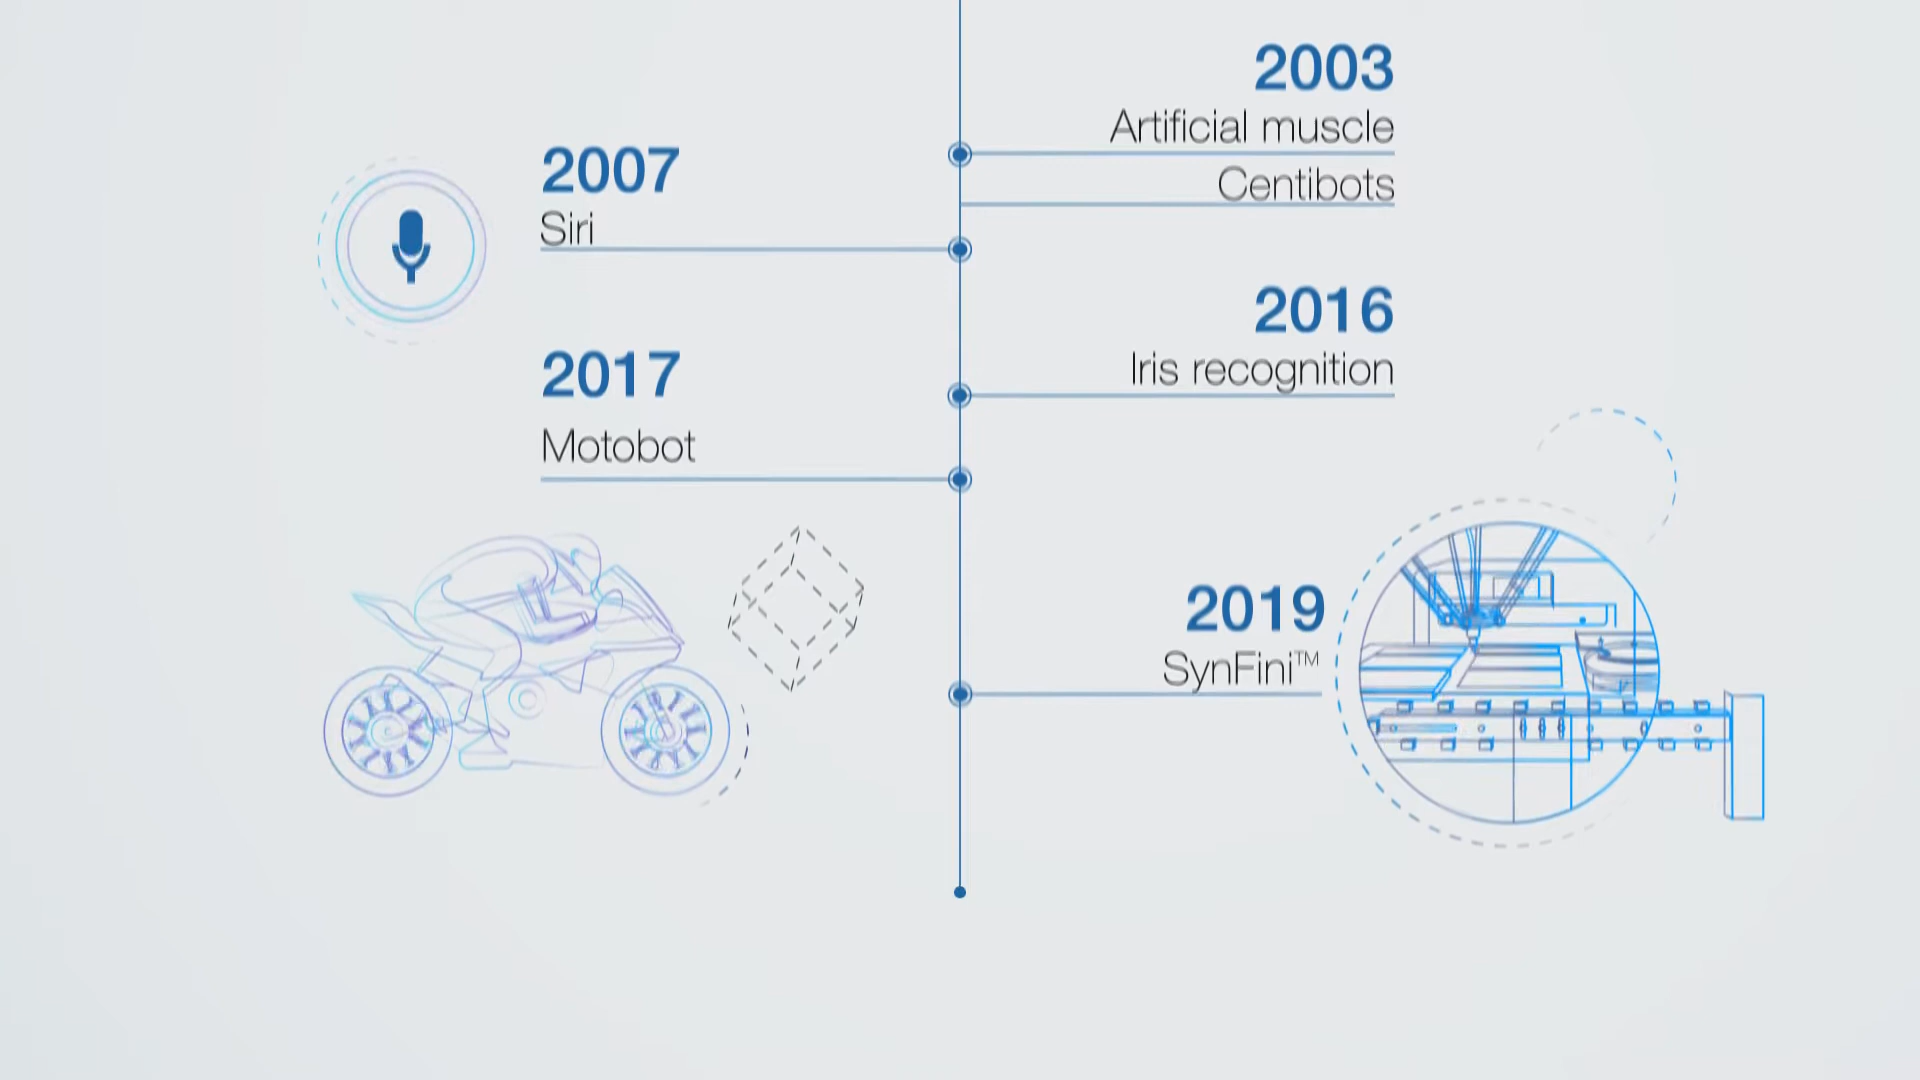 2003
Artificial muscle
Centibots
2007
Siri
2016
Iris recognition
2017
Motobot
2019
SynFini™